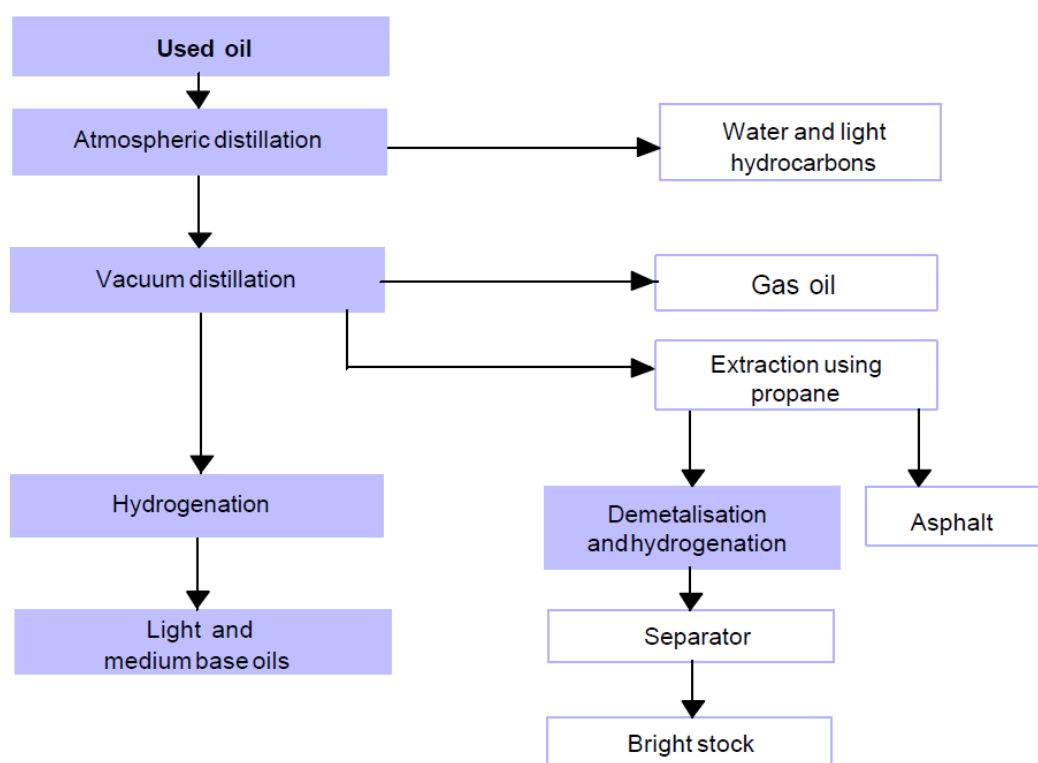 Used oil
Atmospheric distillation
Water and light
hydrocarbons
Vacuum distillation
Gas oil
Extraction using
propane
Hydrogenation
Demetalisation
and hydrogenation
Asphalt
Light and
medium base oils
Separator
Bright stock